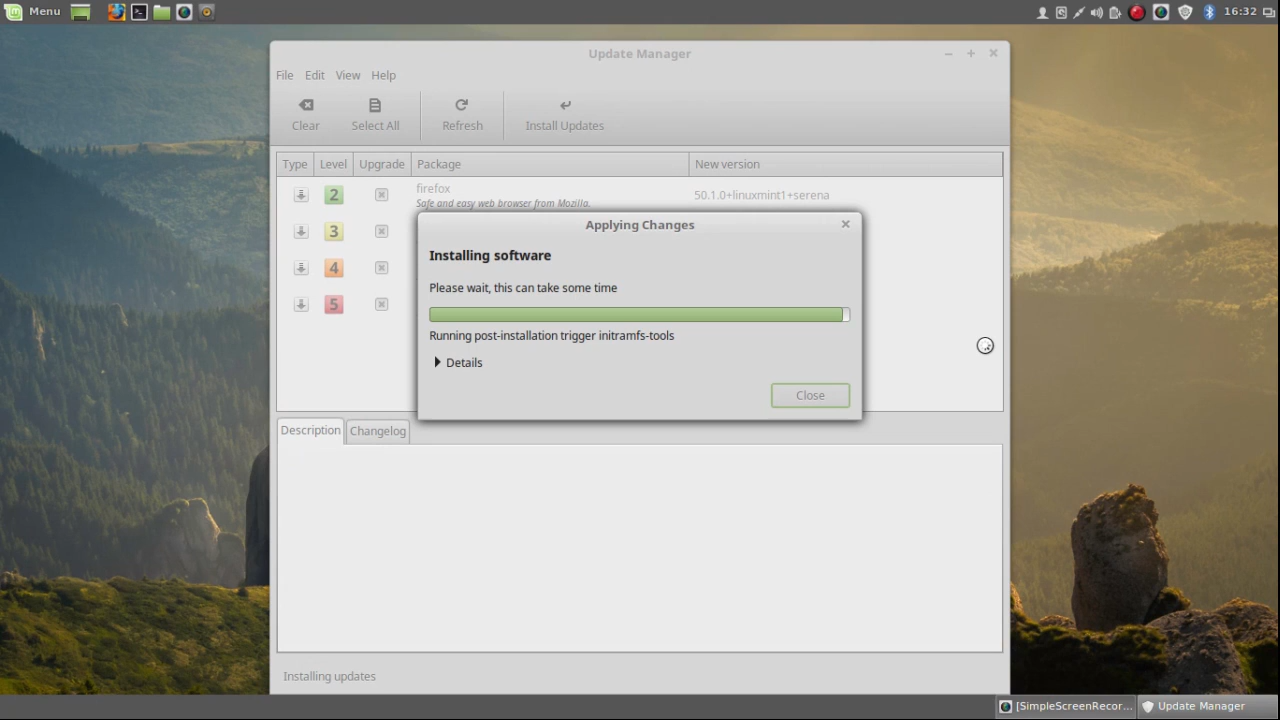 Menu
16:32
Update Manager
File Edit View Help
Clear Select All Refresh Install Updates
Type Level Upgrade Package New version
2 firefox 50.1.0+linuxmint1+serena
Safe and easy web browser from Mozilla.
3
4
5
Applying Changes
Installing software
Please wait, this can take some time
Running post-installation trigger initramfs-tools
Details
Close
Description Changelog
Installing updates
[SimpleScreenRecor... Update Manager